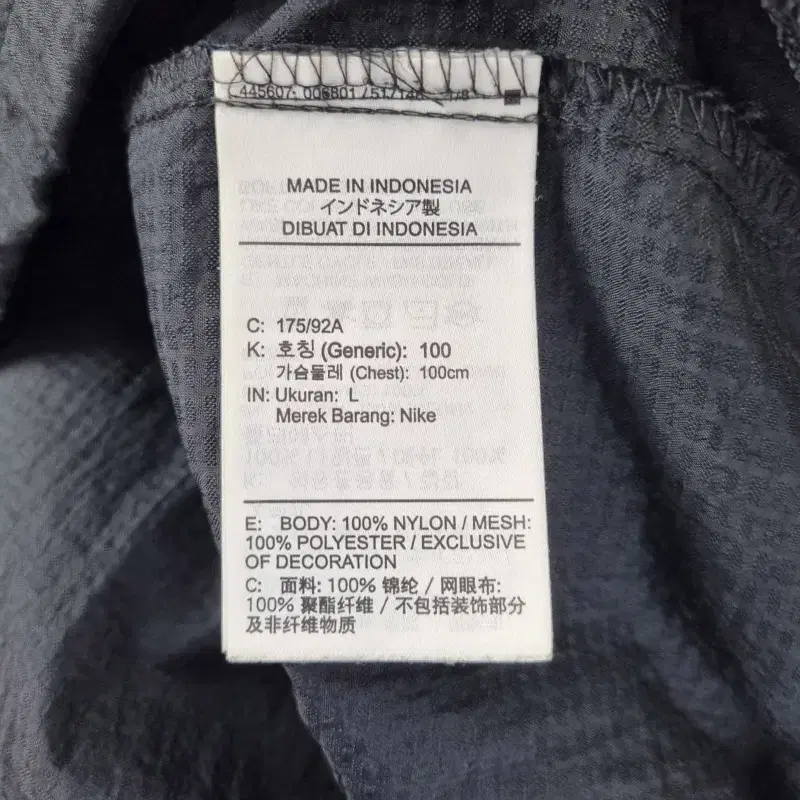 MADE IN INDONESIA
インドネシア製
DIBUAT DI INDONESIA
C: 175/92A
K: 호칭 (Generic): 100
가슴둘레 (Chest): 100cm
IN: Ukuran: L
Merek Barang: Nike
E: BODY: 100% NYLON / MESH:
100% POLYESTER / EXCLUSIVE
OF DECORATION
C: 面料: 100% 锦纶 / 网眼布:
100% 聚酯纤维 / 不包括装饰部分
及非纤维物质